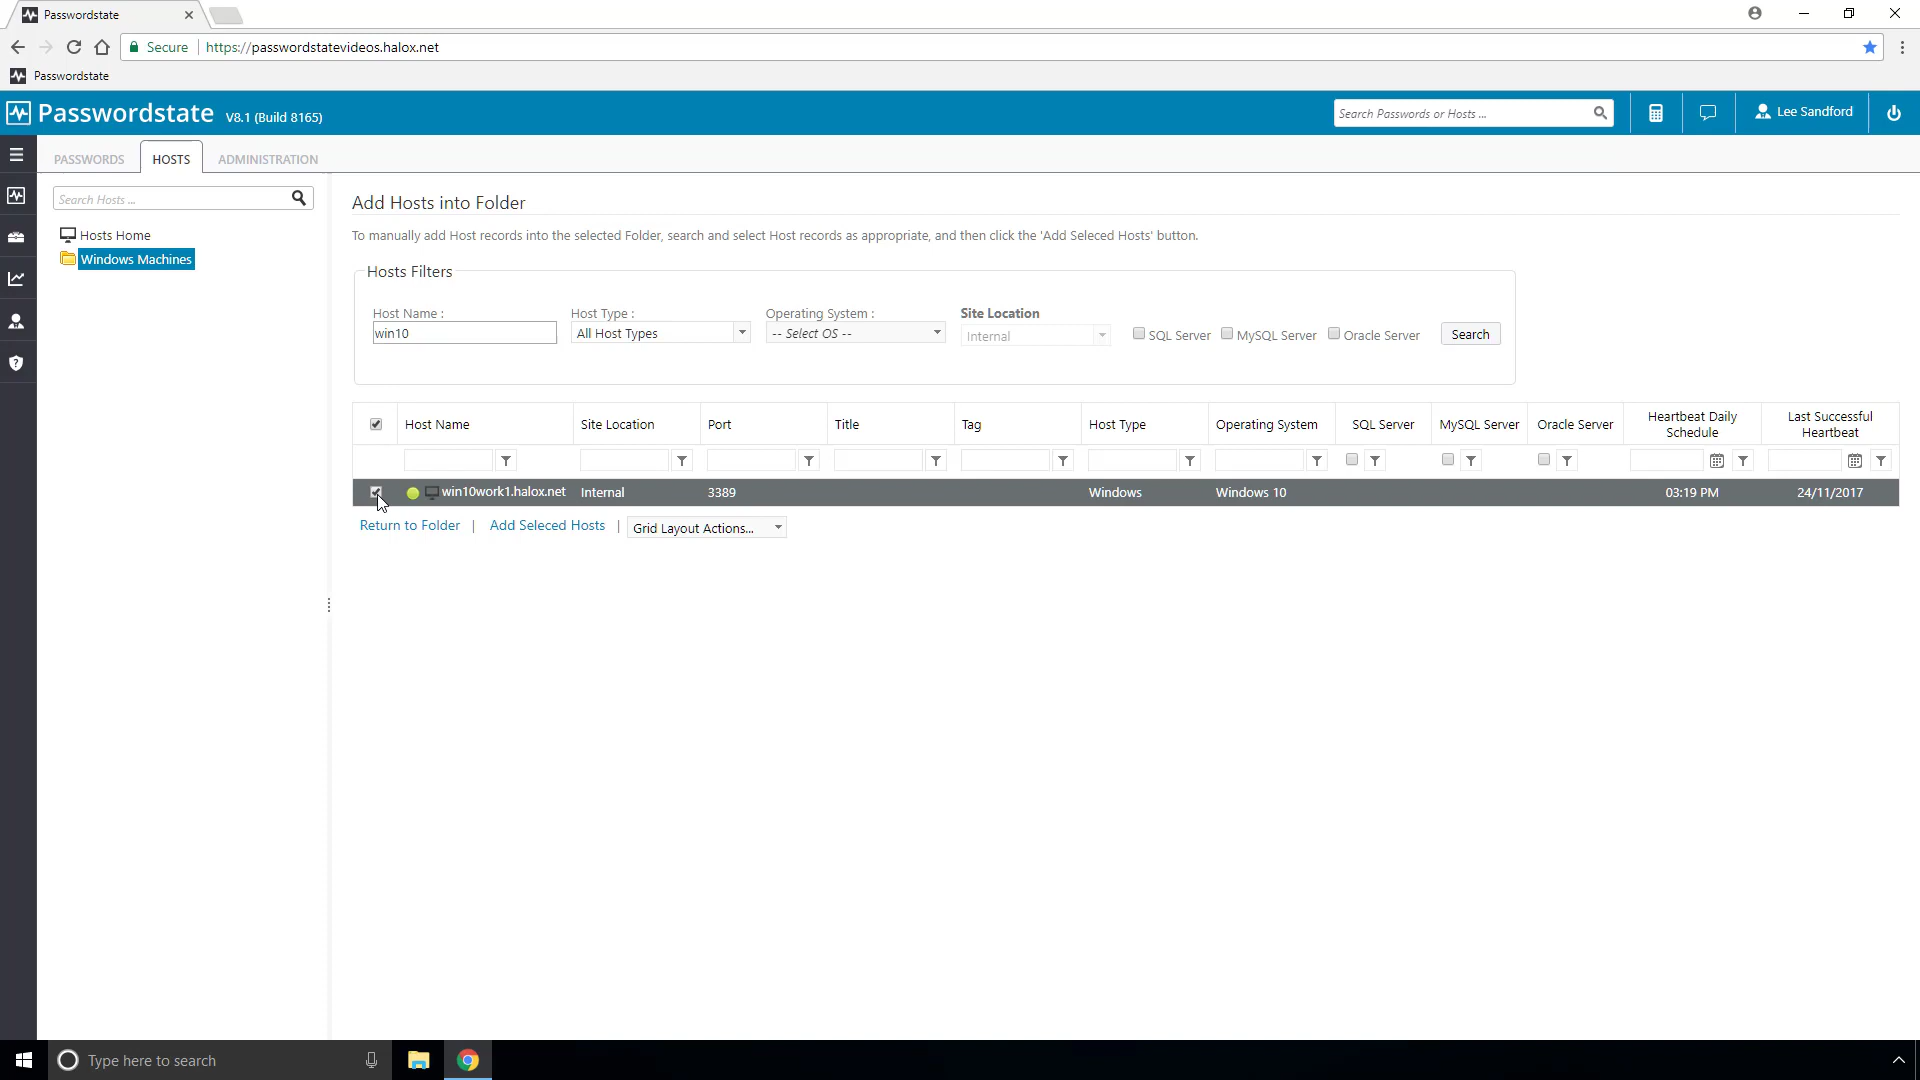 Passwordstate
Secure https://passwordstatevideos.halox.net
Passwordstate
Passwordstate V8.1 (Build 8165)
Search Passwords or Hosts ...
Lee Sandford
PASSWORDS HOSTS ADMINISTRATION
Search Hosts ...
Hosts Home
Windows Machines
Add Hosts into Folder
To manually add Host records into the selected Folder, search and select Host records as appropriate, and then click the 'Add Seleced Hosts' button.
Hosts Filters
Host Name : Host Type : Operating System : Site Location
win10 All Host Types -- Select OS -- Internal SQL Server MySQL Server Oracle Server Search
Host Name Site Location Port Title Tag Host Type Operating System SQL Server MySQL Server Oracle Server Heartbeat Daily Schedule Last Successful Heartbeat
win10work1.halox.net Internal 3389 Windows Windows 10 03:19 PM 24/11/2017
Return to Folder | Add Seleced Hosts | Grid Layout Actions...
Type here to search